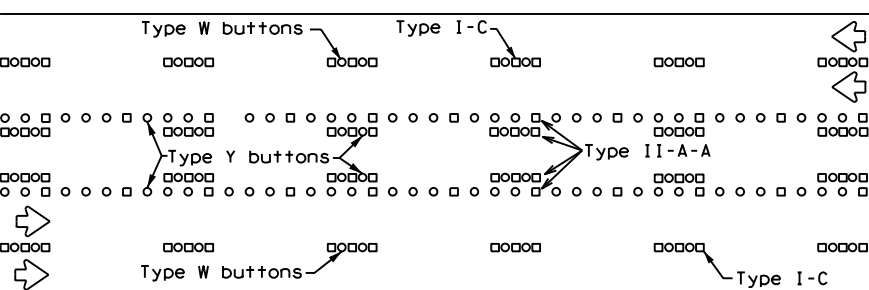 Type W buttons
Type I-C
Type Y buttons
Type II-A-A
Type W buttons
Type I-C